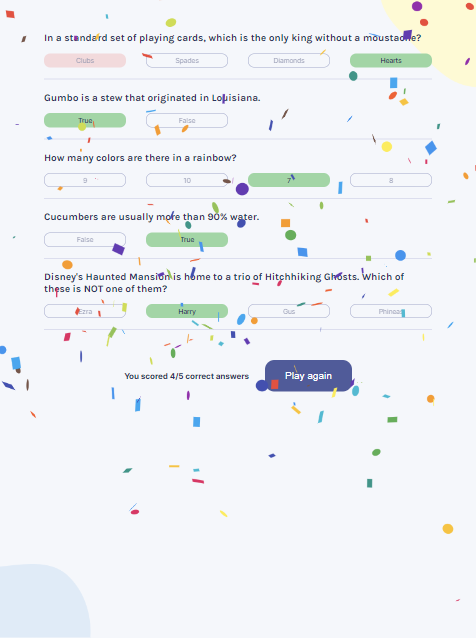 In a standard set of playing cards, which is the only king without a moustache?
Clubs Spades Diamonds Hearts
Gumbo is a stew that originated in Louisiana.
True False
How many colors are there in a rainbow?
9 10 7 8
Cucumbers are usually more than 90% water.
False True
Disney's Haunted Mansion is home to a trio of Hitchhiking Ghosts. Which of
these is NOT one of them?
Ezra Harry Gus Phineas
You scored 4/5 correct answers Play again